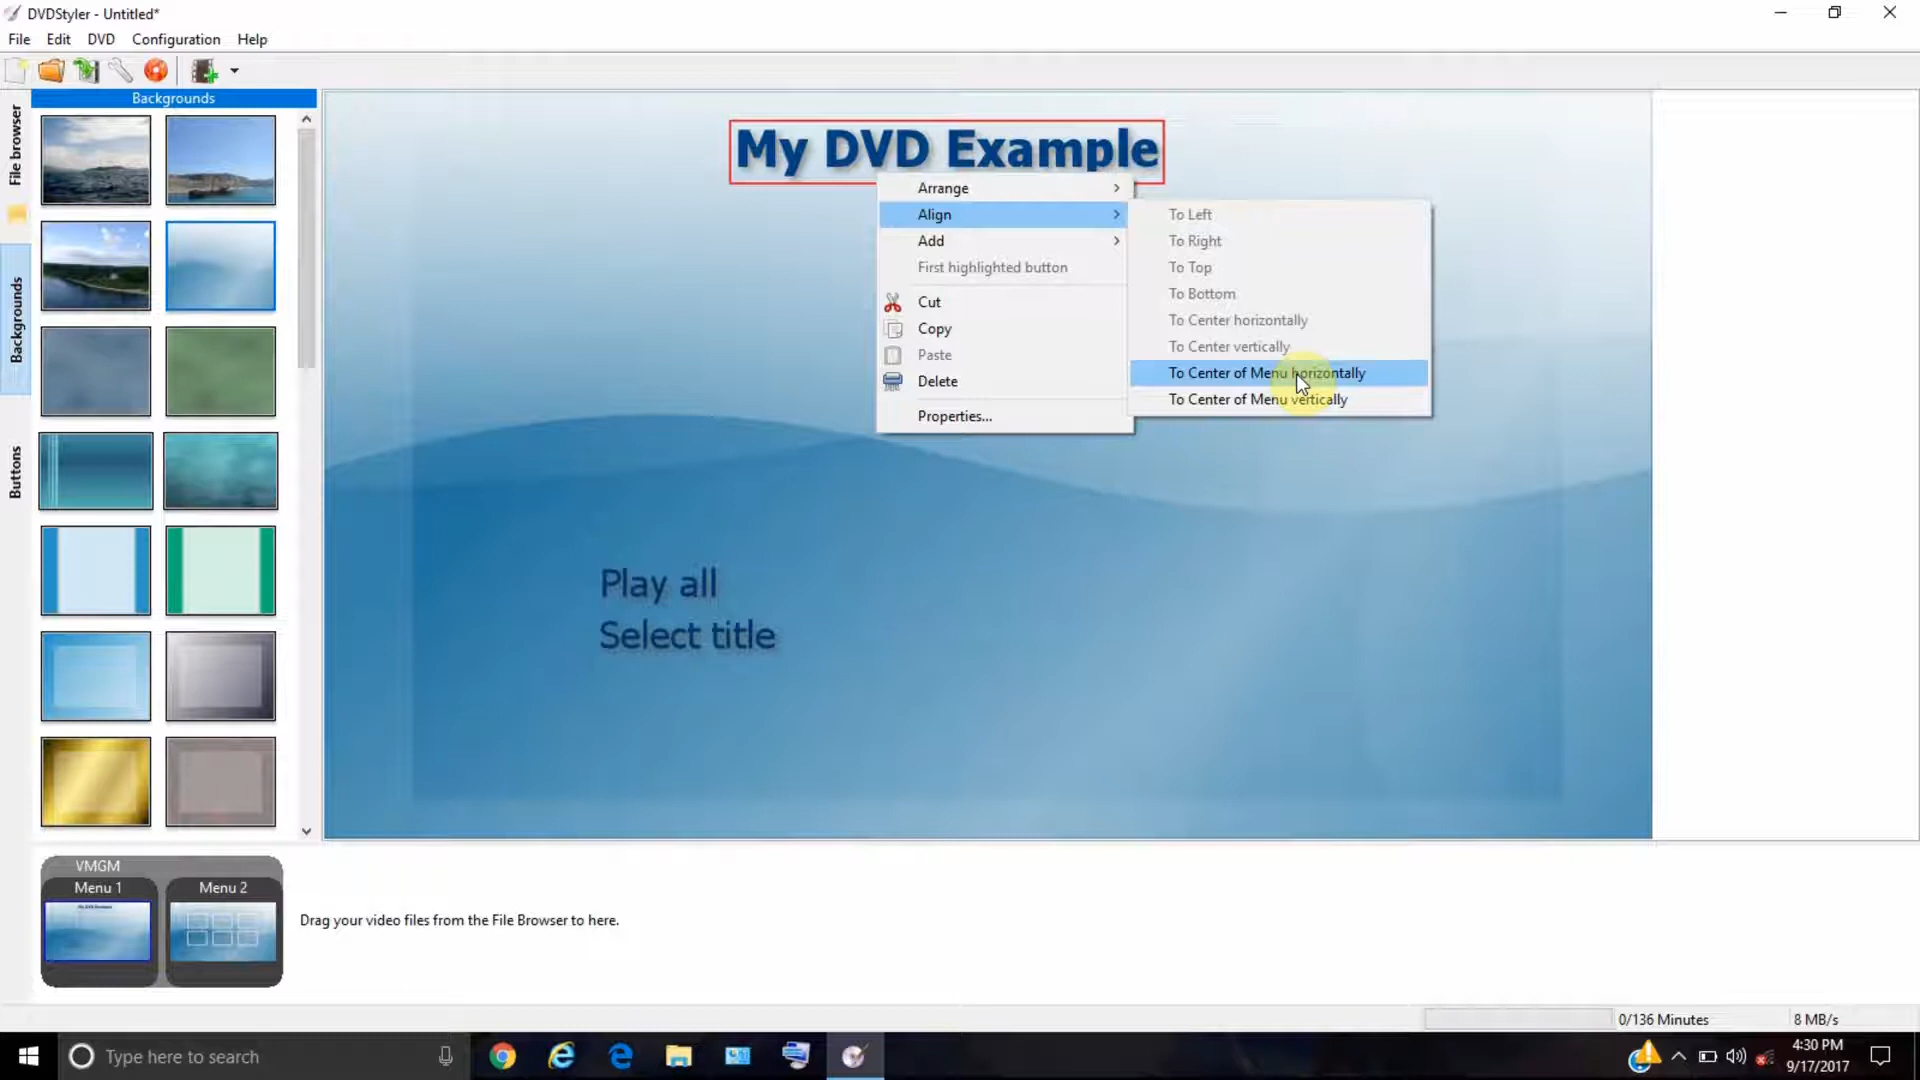 DVDStyler - Untitled*
File Edit DVD Configuration Help
File browser
Backgrounds
Buttons
Backgrounds
My DVD Example
Arrange
Align
Add
First highlighted button
Cut
Copy
Paste
Delete
Properties...
To Left
To Right
To Top
To Bottom
To Center horizontally
To Center vertically
To Center of Menu horizontally
To Center of Menu vertically
Play all
Select title
VMGM
Menu 1 Menu 2
Drag your video files from the File Browser to here.
0/136 Minutes 8 MB/s
Type here to search
4:30 PM
9/17/2017